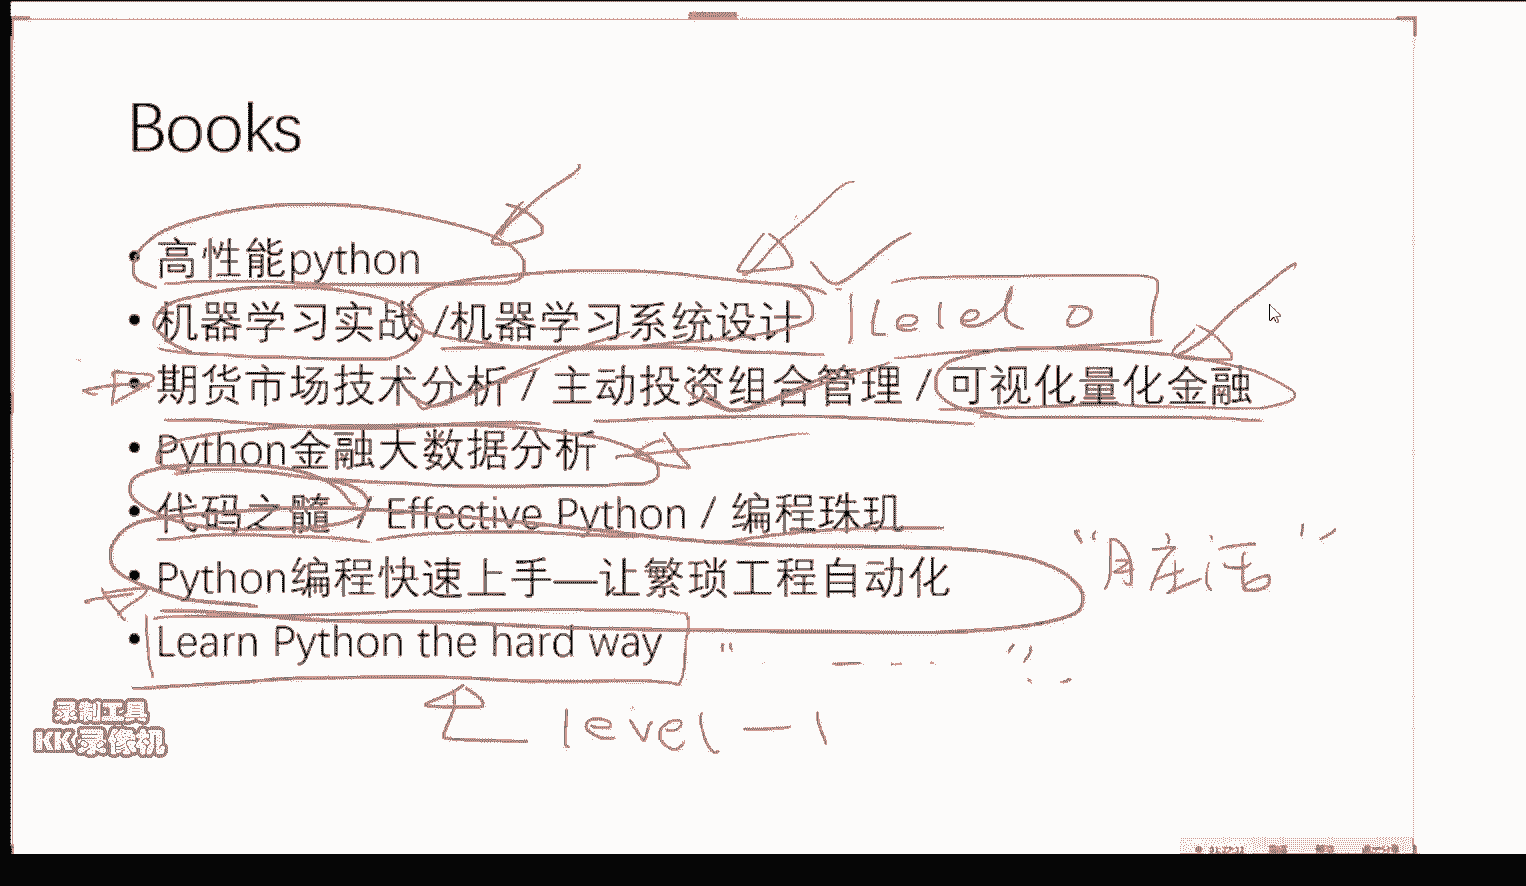 Books
高性能python
机器学习实战 /机器学习系统设计
level 0
期货市场技术分析 / 主动投资组合管理 / 可视化量化金融
Python金融大数据分析
代码之髓 / Effective Python / 编程珠玑
Python编程快速上手—让繁琐工程自动化
Learn Python the hard way
level -1
录制工具
KK录像机